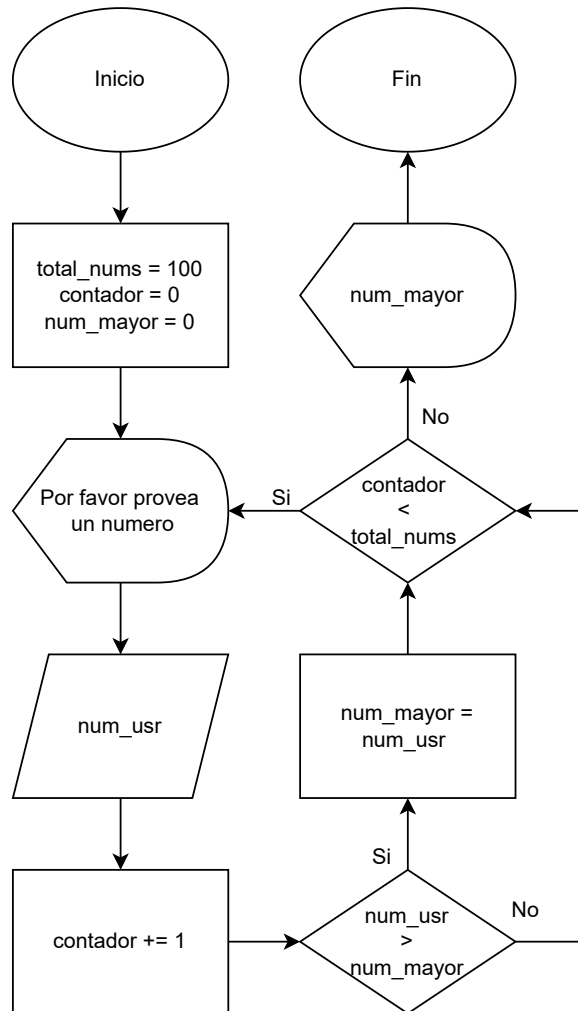 Inicio
total_nums = 100
contador = 0
num_mayor = 0
Por favor provea
un numero
num_usr
contador += 1
num_usr
>
num_mayor
Si
No
num_mayor =
num_usr
contador
<
total_nums
Si
No
num_mayor
Fin